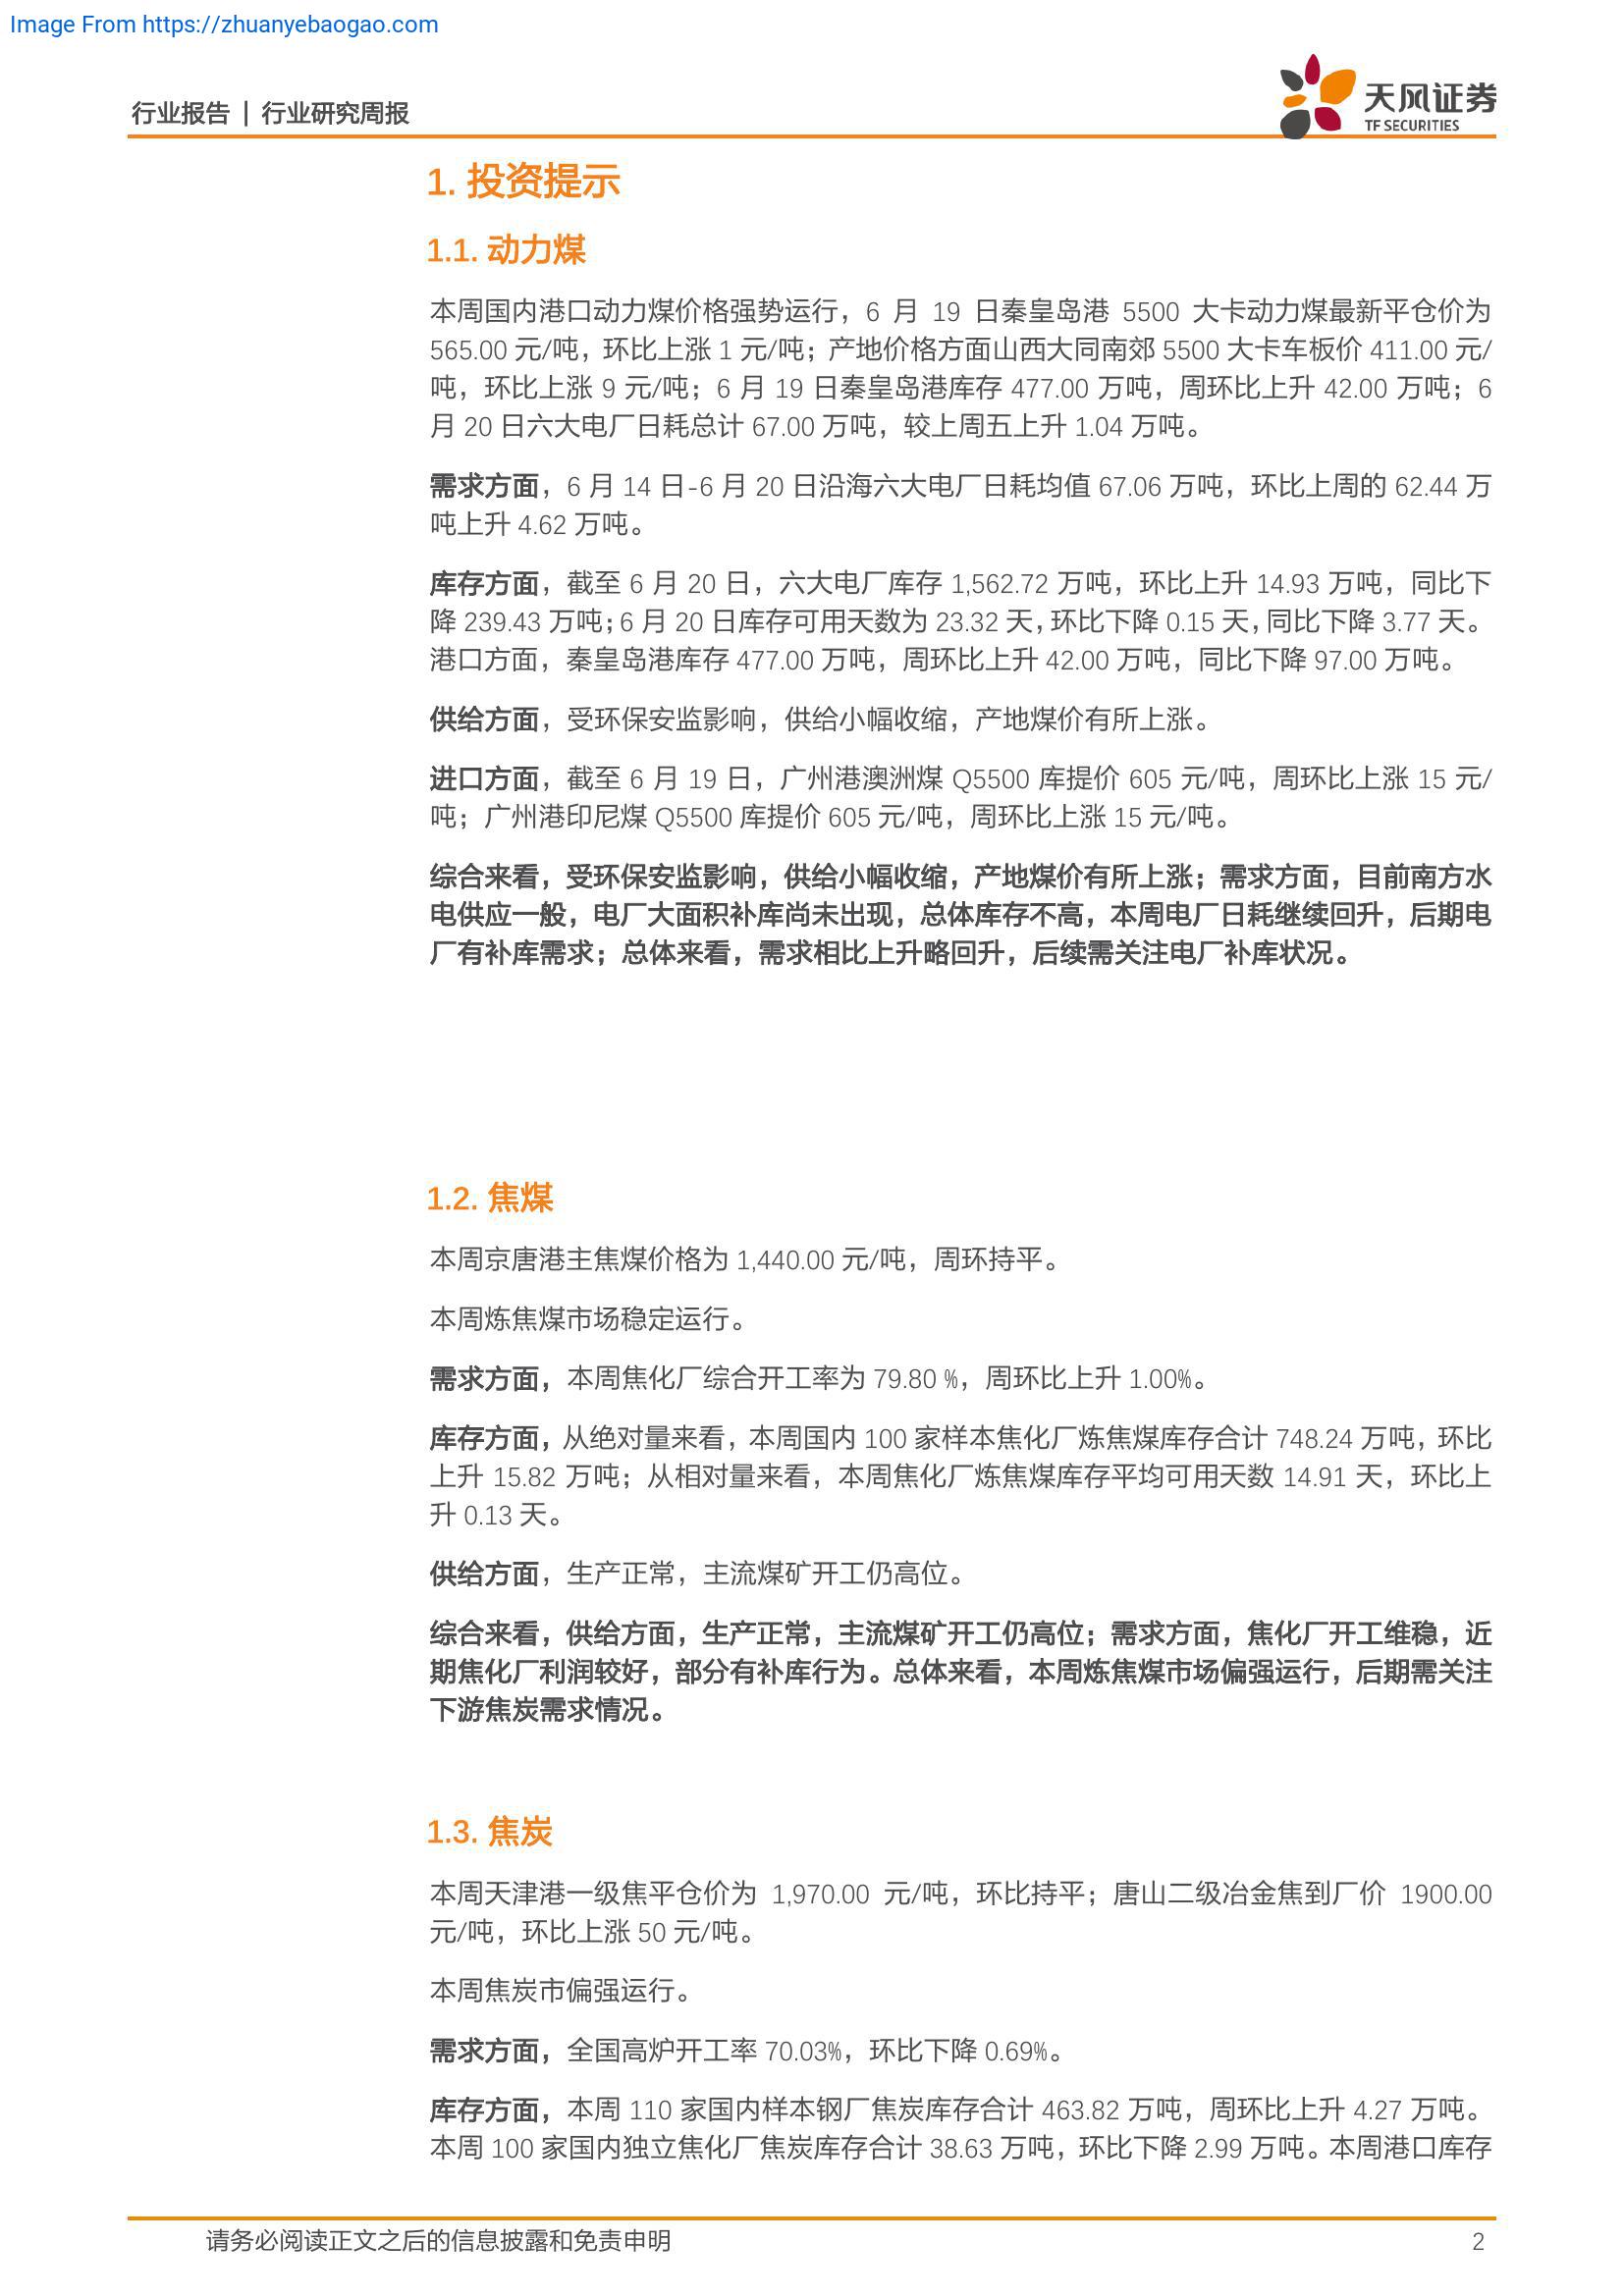 Image From https://zhuanyebaogao.com
行业报告 | 行业研究周报
天风证券
TF SECURITIES
1. 投资提示
1.1. 动力煤
本周国内港口动力煤价格强势运行，6 月 19 日秦皇岛港 5500 大卡动力煤最新平仓价为
565.00 元/吨，环比上涨 1 元/吨；产地价格方面山西大同南郊 5500 大卡车板价 411.00 元/
吨，环比上涨 9 元/吨；6 月 19 日秦皇岛港库存 477.00 万吨，周环比上升 42.00 万吨；6
月 20 日六大电厂日耗总计 67.00 万吨，较上周五上升 1.04 万吨。
需求方面，6 月 14 日-6 月 20 日沿海六大电厂日耗均值 67.06 万吨，环比上周的 62.44 万
吨上升 4.62 万吨。
库存方面，截至 6 月 20 日，六大电厂库存 1,562.72 万吨，环比上升 14.93 万吨，同比下
降 239.43 万吨；6 月 20 日库存可用天数为 23.32 天，环比下降 0.15 天，同比下降 3.77 天。
港口方面，秦皇岛港库存 477.00 万吨，周环比上升 42.00 万吨，同比下降 97.00 万吨。
供给方面，受环保安监影响，供给小幅收缩，产地煤价有所上涨。
进口方面，截至 6 月 19 日，广州港澳洲煤 Q5500 库提价 605 元/吨，周环比上涨 15 元/
吨；广州港印尼煤 Q5500 库提价 605 元/吨，周环比上涨 15 元/吨。
综合来看，受环保安监影响，供给小幅收缩，产地煤价有所上涨；需求方面，目前南方水
电供应一般，电厂大面积补库尚未出现，总体库存不高，本周电厂日耗继续回升，后期电
厂有补库需求；总体来看，需求相比上升略回升，后续需关注电厂补库状况。
1.2. 焦煤
本周京唐港主焦煤价格为 1,440.00 元/吨，周环持平。
本周炼焦煤市场稳定运行。
需求方面，本周焦化厂综合开工率为 79.80 %，周环比上升 1.00%。
库存方面，从绝对量来看，本周国内 100 家样本焦化厂炼焦煤库存合计 748.24 万吨，环比
上升 15.82 万吨；从相对量来看，本周焦化厂炼焦煤库存平均可用天数 14.91 天，环比上
升 0.13 天。
供给方面，生产正常，主流煤矿开工仍高位。
综合来看，供给方面，生产正常，主流煤矿开工仍高位；需求方面，焦化厂开工维稳，近
期焦化厂利润较好，部分有补库行为。总体来看，本周炼焦煤市场偏强运行，后期需关注
下游焦炭需求情况。
1.3. 焦炭
本周天津港一级焦平仓价为 1,970.00 元/吨，环比持平；唐山二级冶金焦到厂价 1900.00
元/吨，环比上涨 50 元/吨。
本周焦炭市偏强运行。
需求方面，全国高炉开工率 70.03%，环比下降 0.69%。
库存方面，本周 110 家国内样本钢厂焦炭库存合计 463.82 万吨，周环比上升 4.27 万吨。
本周 100 家国内独立焦化厂焦炭库存合计 38.63 万吨，环比下降 2.99 万吨。本周港口库存
请务必阅读正文之后的信息披露和免责申明
2